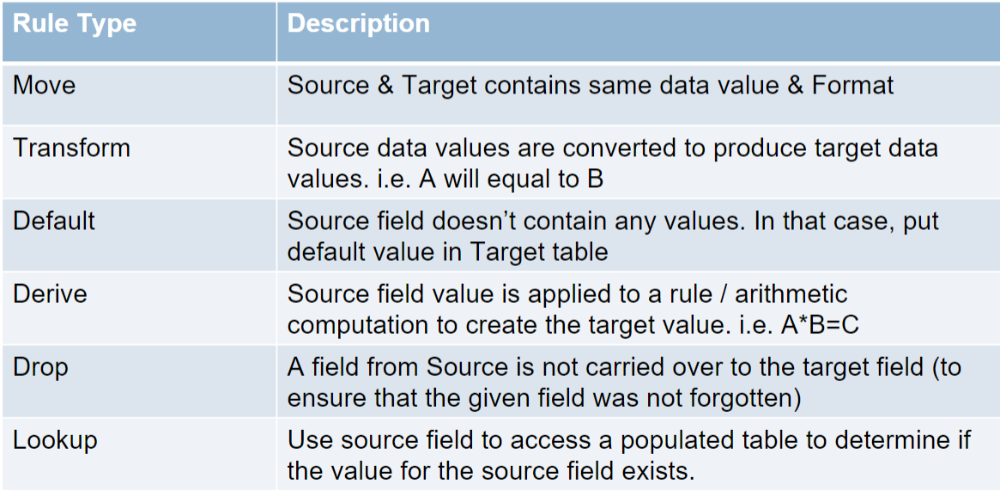 Rule Type
Description
Move
Source & Target contains same data value & Format
Transform
Source data values are converted to produce target data
values. i.e. A will equal to B
Default
Source field doesn’t contain any values. In that case, put
default value in Target table
Derive
Source field value is applied to a rule / arithmetic
computation to create the target value. i.e. A*B=C
Drop
A field from Source is not carried over to the target field (to
ensure that the given field was not forgotten)
Lookup
Use source field to access a populated table to determine if
the value for the source field exists.